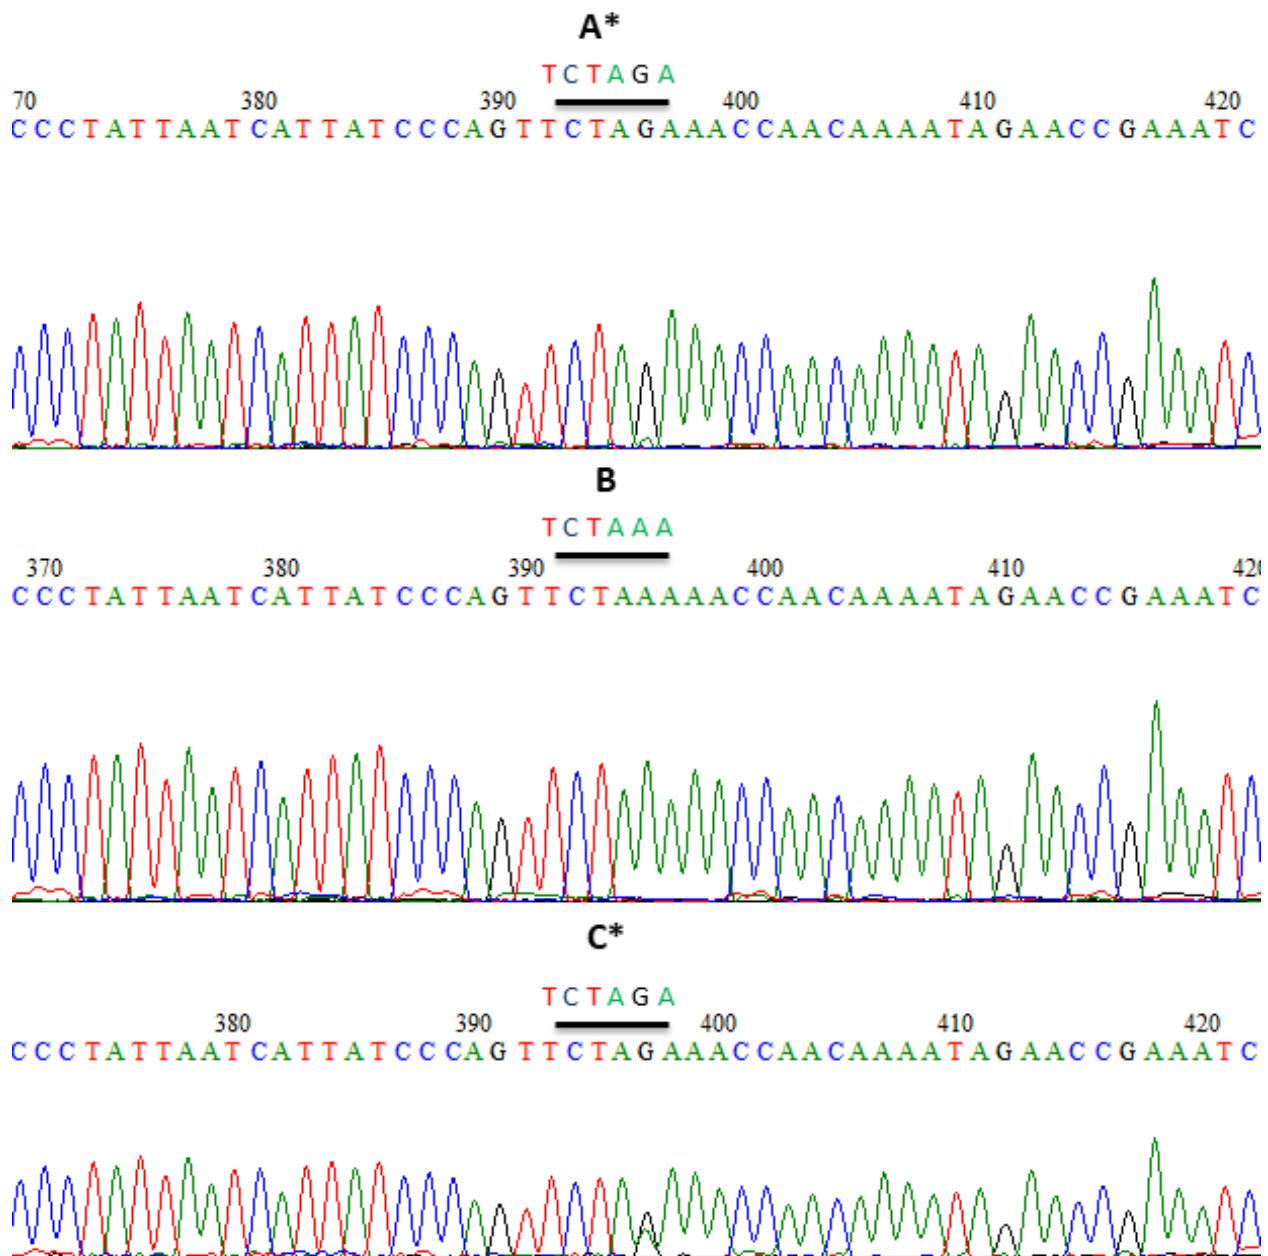 A*
TCTAGA
70 380 390 400 410 420
CCCTATTAATCATTATCCCAGTTCTAGAAACCAACAAAATAGAACCGAAATC
B
TCTAAA
370 380 390 400 410 420
CCCTATTAATCATTATCCCAGTTCTAAAAACCAACAAAATAGAACCGAAATC
C*
TCTAGA
380 390 400 410 420
CCCTATTAATCATTATCCCAGTTCTAGAAACCAACAAAATAGAACCGAAATC